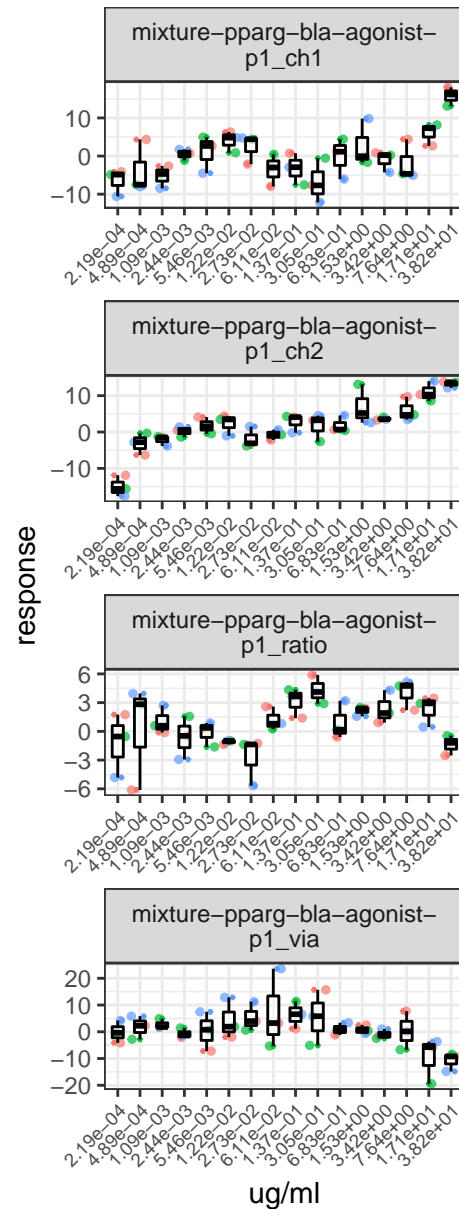 mixture−pparg−bla−agonist−
p1_ch1
10
0
−10
2.19e−04
4.89e−04
1.09e−03
2.44e−03
5.46e−03
1.22e−02
2.73e−02
6.11e−02
1.37e−01
3.05e−01
6.83e−01
1.53e+00
3.42e+00
7.64e+00
1.71e+01
3.82e+01
mixture−pparg−bla−agonist−
p1_ch2
10
0
−10
2.19e−04
4.89e−04
1.09e−03
2.44e−03
5.46e−03
1.22e−02
2.73e−02
6.11e−02
1.37e−01
3.05e−01
6.83e−01
1.53e+00
3.42e+00
7.64e+00
1.71e+01
3.82e+01
response
mixture−pparg−bla−agonist−
p1_ratio
6
3
0
−3
−6
2.19e−04
4.89e−04
1.09e−03
2.44e−03
5.46e−03
1.22e−02
2.73e−02
6.11e−02
1.37e−01
3.05e−01
6.83e−01
1.53e+00
3.42e+00
7.64e+00
1.71e+01
3.82e+01
mixture−pparg−bla−agonist−
p1_via
20
10
0
−10
−20
2.19e−04
4.89e−04
1.09e−03
2.44e−03
5.46e−03
1.22e−02
2.73e−02
6.11e−02
1.37e−01
3.05e−01
6.83e−01
1.53e+00
3.42e+00
7.64e+00
1.71e+01
3.82e+01
ug/ml